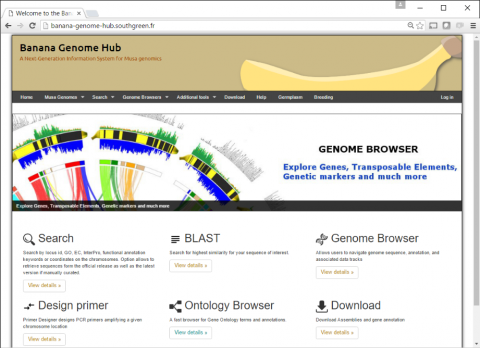 Welcome to the Ban
banana-genome-hub.southgreen.fr
Banana Genome Hub
A Next-Generation Information System for Musa genomics
Home Musa Genomes Search Genome Browsers Additional tools Download Help Germplasm Breeding Log in
GENOME BROWSER
Explore Genes, Transposable Elements,
Genetic markers and much more
Explore Genes, Transposable Elements, Genetic markers and much more
Search
Search by locus id, GO, EC, InterPro, functional annotation
keywords or coordinates on the chromosomes. Option allows to
retrieve sequences form the official release as well as the latest
version if manually curated.
View details »
BLAST
Search for highest similarity for your sequence of interest.
View details »
Genome Browser
Allows users to navigate genome sequence, annotation, and
associated data tracks
View details »
Design primer
Primer Designer designs PCR primers amplifying a given
chromosome location
View details »
Ontology Browser
A fast browser for Gene Ontology terms and annotations.
View details »
Download
Download Assemblies and gene annotation
View details »